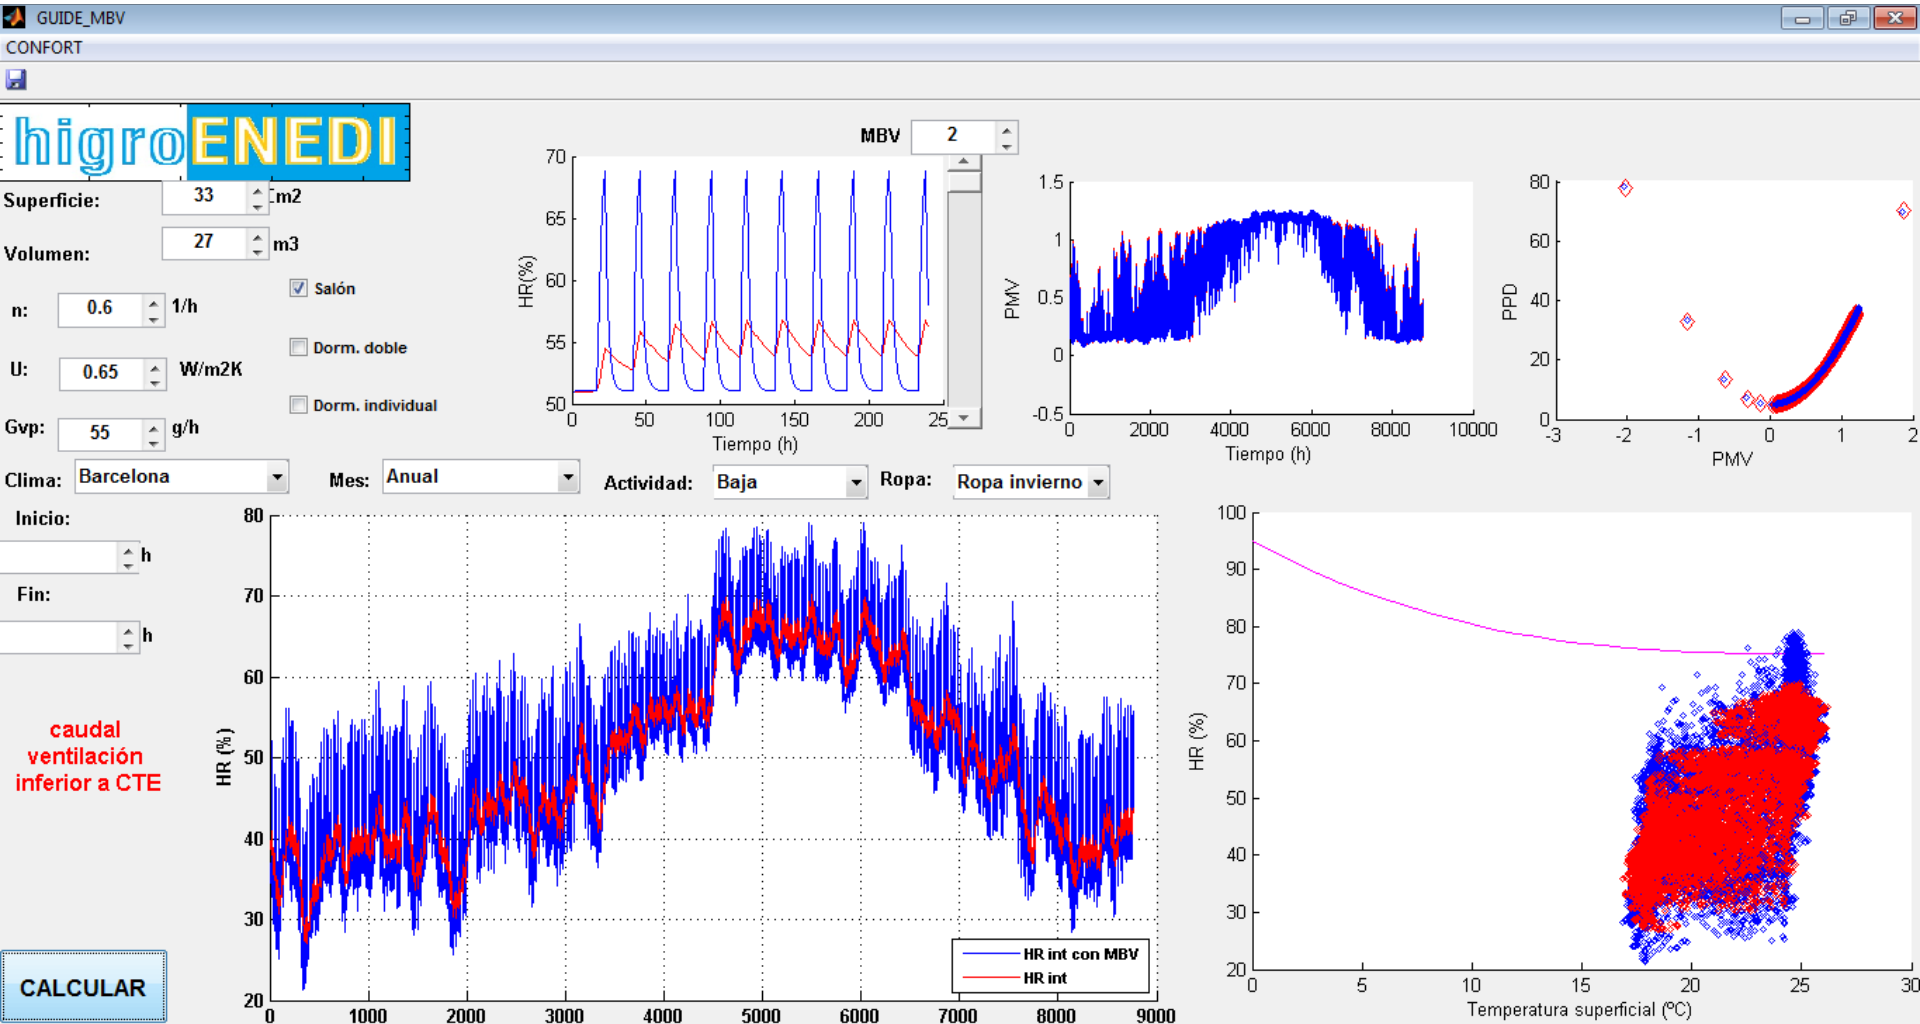 GUIDE_MBV
CONFORT
higroENEDI
MBV 2
Superficie: 33 m2
Volumen: 27 m3
n: 0.6 1/h
U: 0.65 W/m2K
Gvp: 55 g/h
Salón
Dorm. doble
Dorm. individual
70
65
60
55
50
HR(%)
0 50 100 150 200 25
Tiempo (h)
1.5
1
0.5
0
-0.5
PMV
0 2000 4000 6000 8000 10000
Tiempo (h)
80
60
40
20
0
PPD
-3 -2 -1 0 1 2
PMV
Clima: Barcelona Mes: Anual Actividad: Baja Ropa: Ropa invierno
Inicio:
h
Fin:
h
caudal
ventilación
inferior a CTE
CALCULAR
80
70
60
50
40
30
20
HR (%)
0 1000 2000 3000 4000 5000 6000 7000 8000 9000
HR int con MBV
HR int
100
90
80
70
60
50
40
30
20
HR (%)
0 5 10 15 20 25 30
Temperatura superficial (ºC)